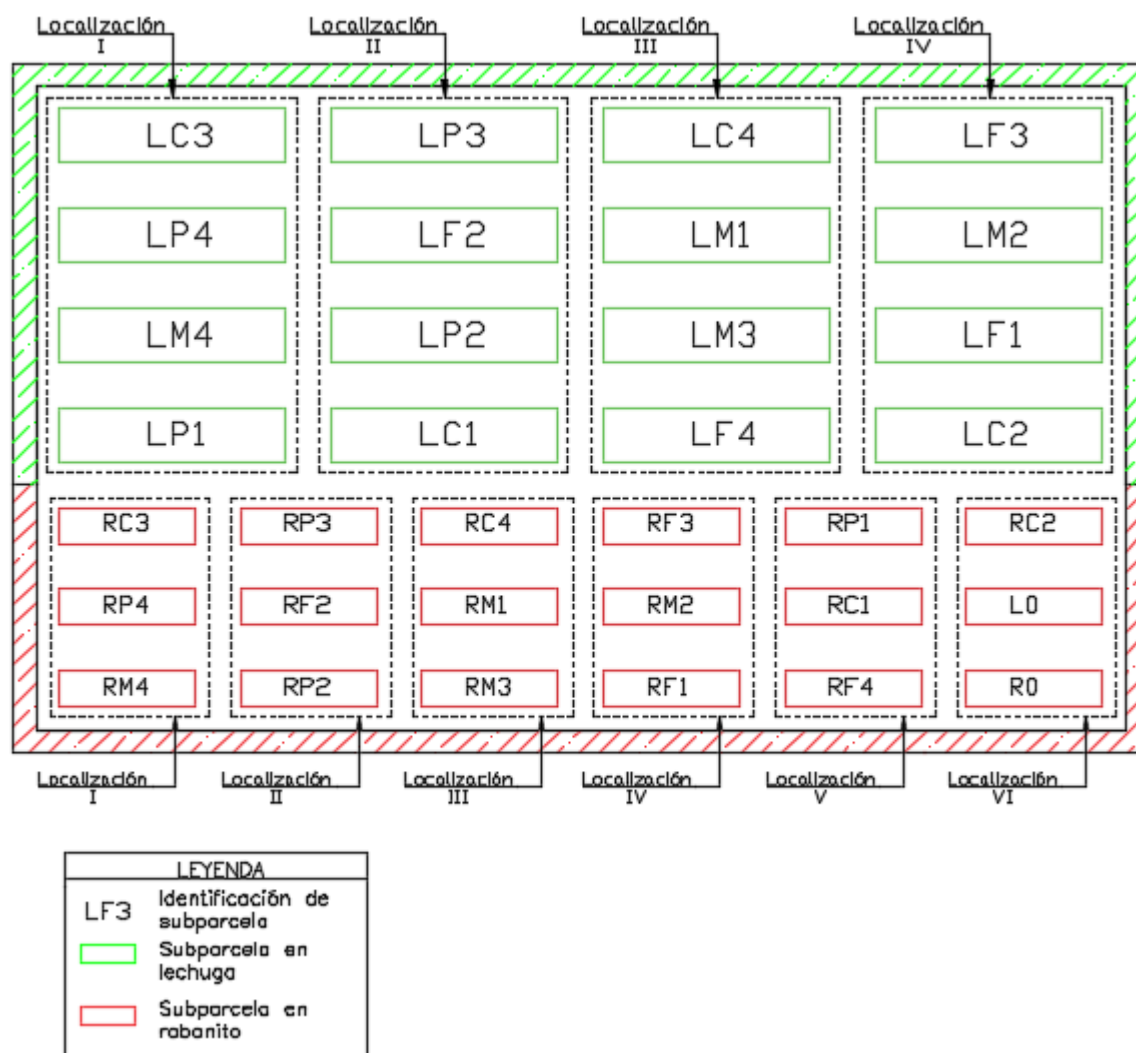 Localización I
Localización II
Localización III
Localización IV
LC3 LP3 LC4 LF3
LP4 LF2 LM1 LM2
LM4 LP2 LM3 LF1
LP1 LC1 LF4 LC2
RC3 RP3 RC4 RF3 RP1 RC2
RP4 RF2 RM1 RM2 RC1 L0
RM4 RP2 RM3 RF1 RF4 R0
Localización I
Localización II
Localización III
Localización IV
Localización V
Localización VI
LEYENDA
LF3
Identificación de
subparcela
Subparcela en
lechuga
Subparcela en
rabanito